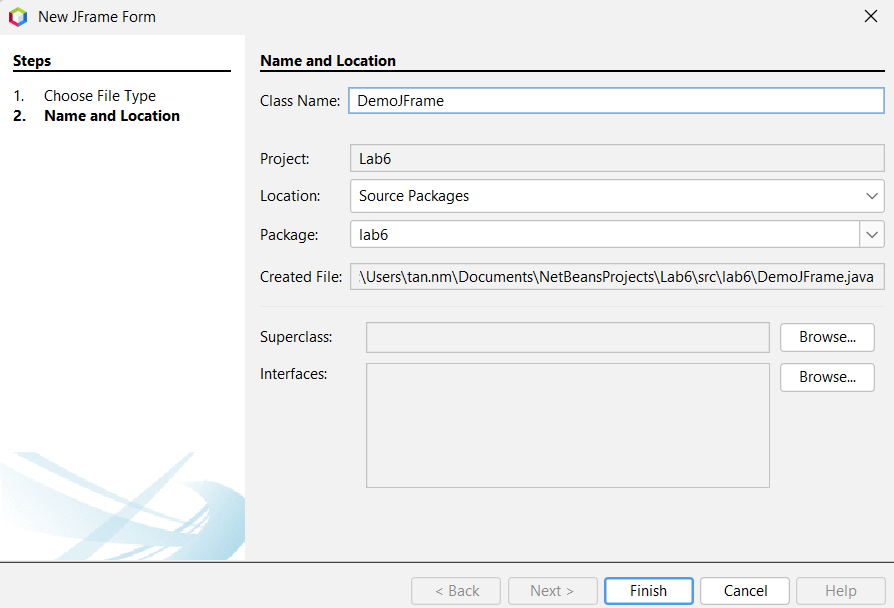 New JFrame Form
Steps
1. Choose File Type
2. Name and Location
Name and Location
Class Name: DemoJFrame
Project: Lab6
Location: Source Packages
Package: lab6
Created File: :\Users\tan.nm\Documents\NetBeansProjects\Lab6\src\lab6\DemoJFrame.java
Superclass: Browse...
Interfaces: Browse...
< Back Next > Finish Cancel Help